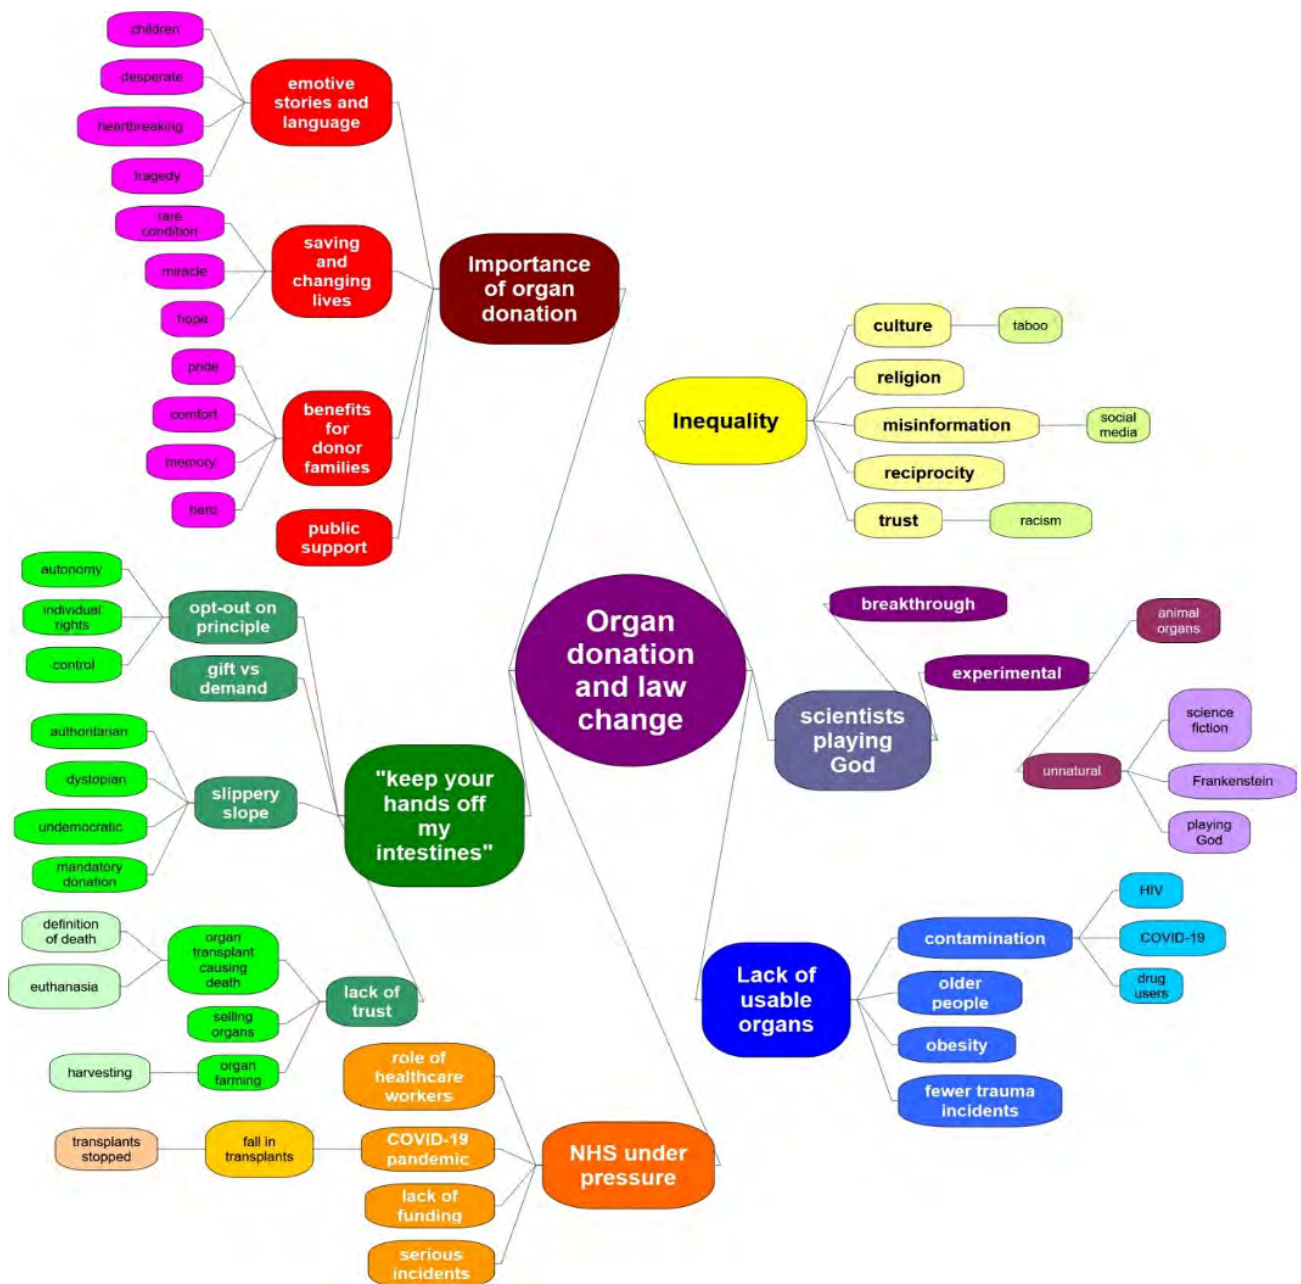 children
desperate
heartbreaking
tragedy
emotive
stories and
language
rare
condition
miracle
hope
saving
and
changing
lives
pride
comfort
memory
hero
benefits
for
donor
families
public
support
Importance
of organ
donation
Inequality
culture
taboo
religion
misinformation
social
media
reciprocity
trust
racism
Organ
donation
and law
change
autonomy
individual
rights
control
opt-out on
principle
gift vs
demand
authoritarian
dystopian
undemocratic
mandatory
donation
slippery
slope
"keep your
hands off
my
intestines"
definition
of death
euthanasia
organ
transplant
causing
death
selling
organs
harvesting
organ
farming
lack of
trust
scientists
playing
God
breakthrough
experimental
animal
organs
unnatural
science
fiction
Frankenstein
playing
God
Lack of
usable
organs
contamination
HIV
COVID-19
drug
users
older
people
obesity
fewer trauma
incidents
NHS under
pressure
role of
healthcare
workers
COVID-19
pandemic
fall in
transplants
transplants
stopped
lack of
funding
serious
incidents